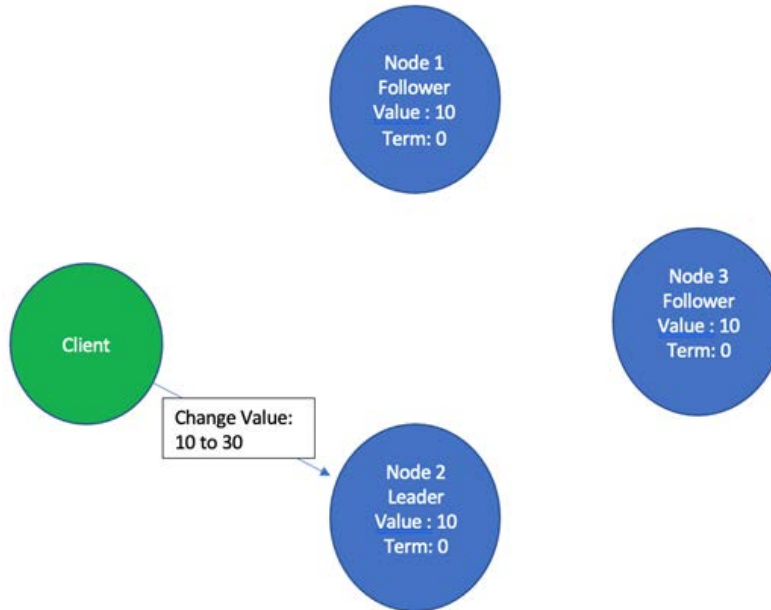 Node 1
Follower
Value : 10
Term: 0
Node 3
Follower
Value : 10
Term: 0
Client
Change Value:
10 to 30
Node 2
Leader
Value : 10
Term: 0